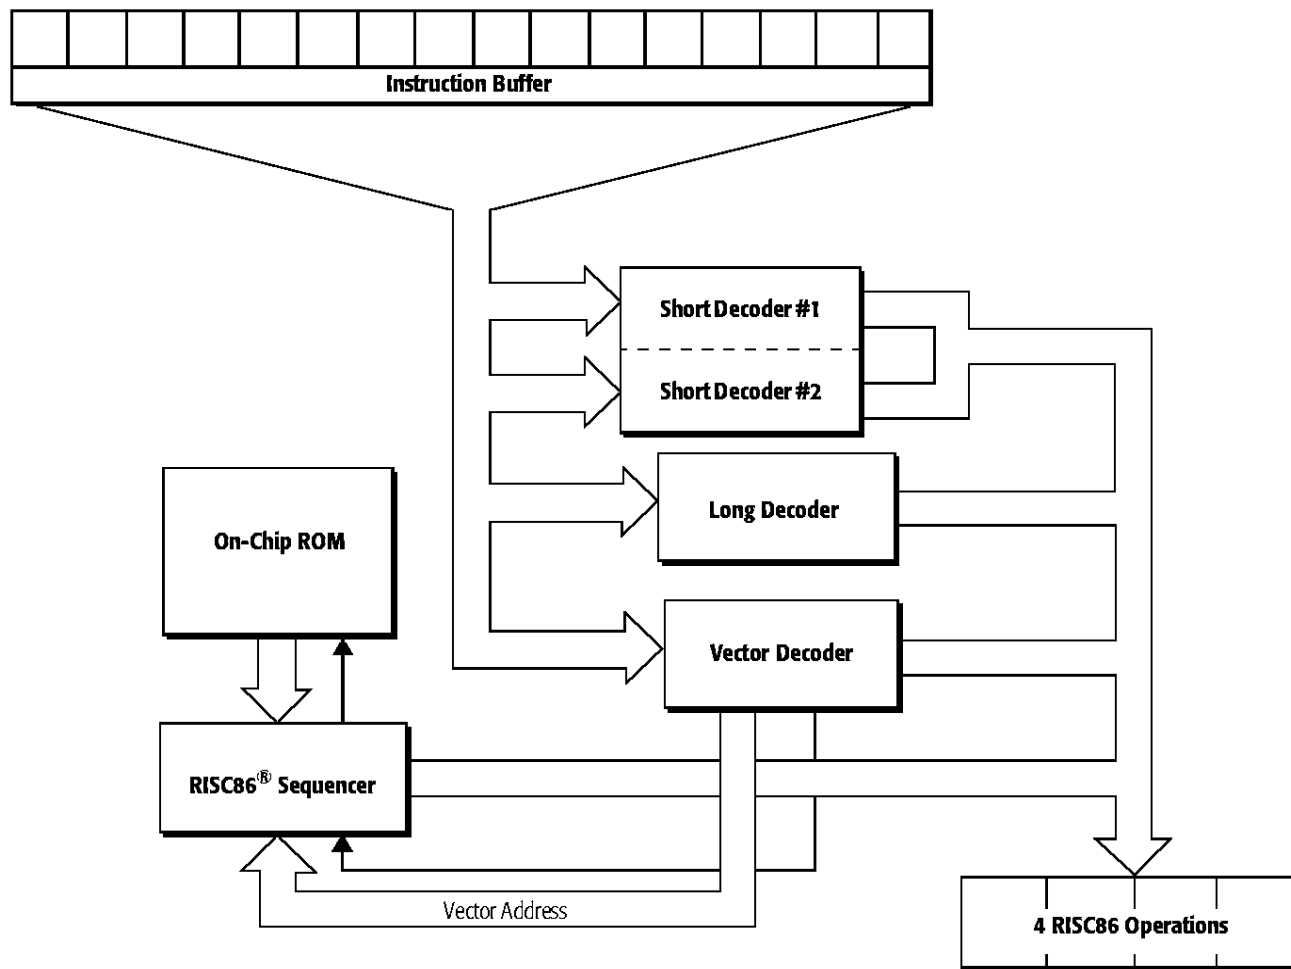 Instruction Buffer
Short Decoder #1
Short Decoder #2
Long Decoder
On-Chip ROM
Vector Decoder
RISC86® Sequencer
Vector Address
4 RISC86 Operations